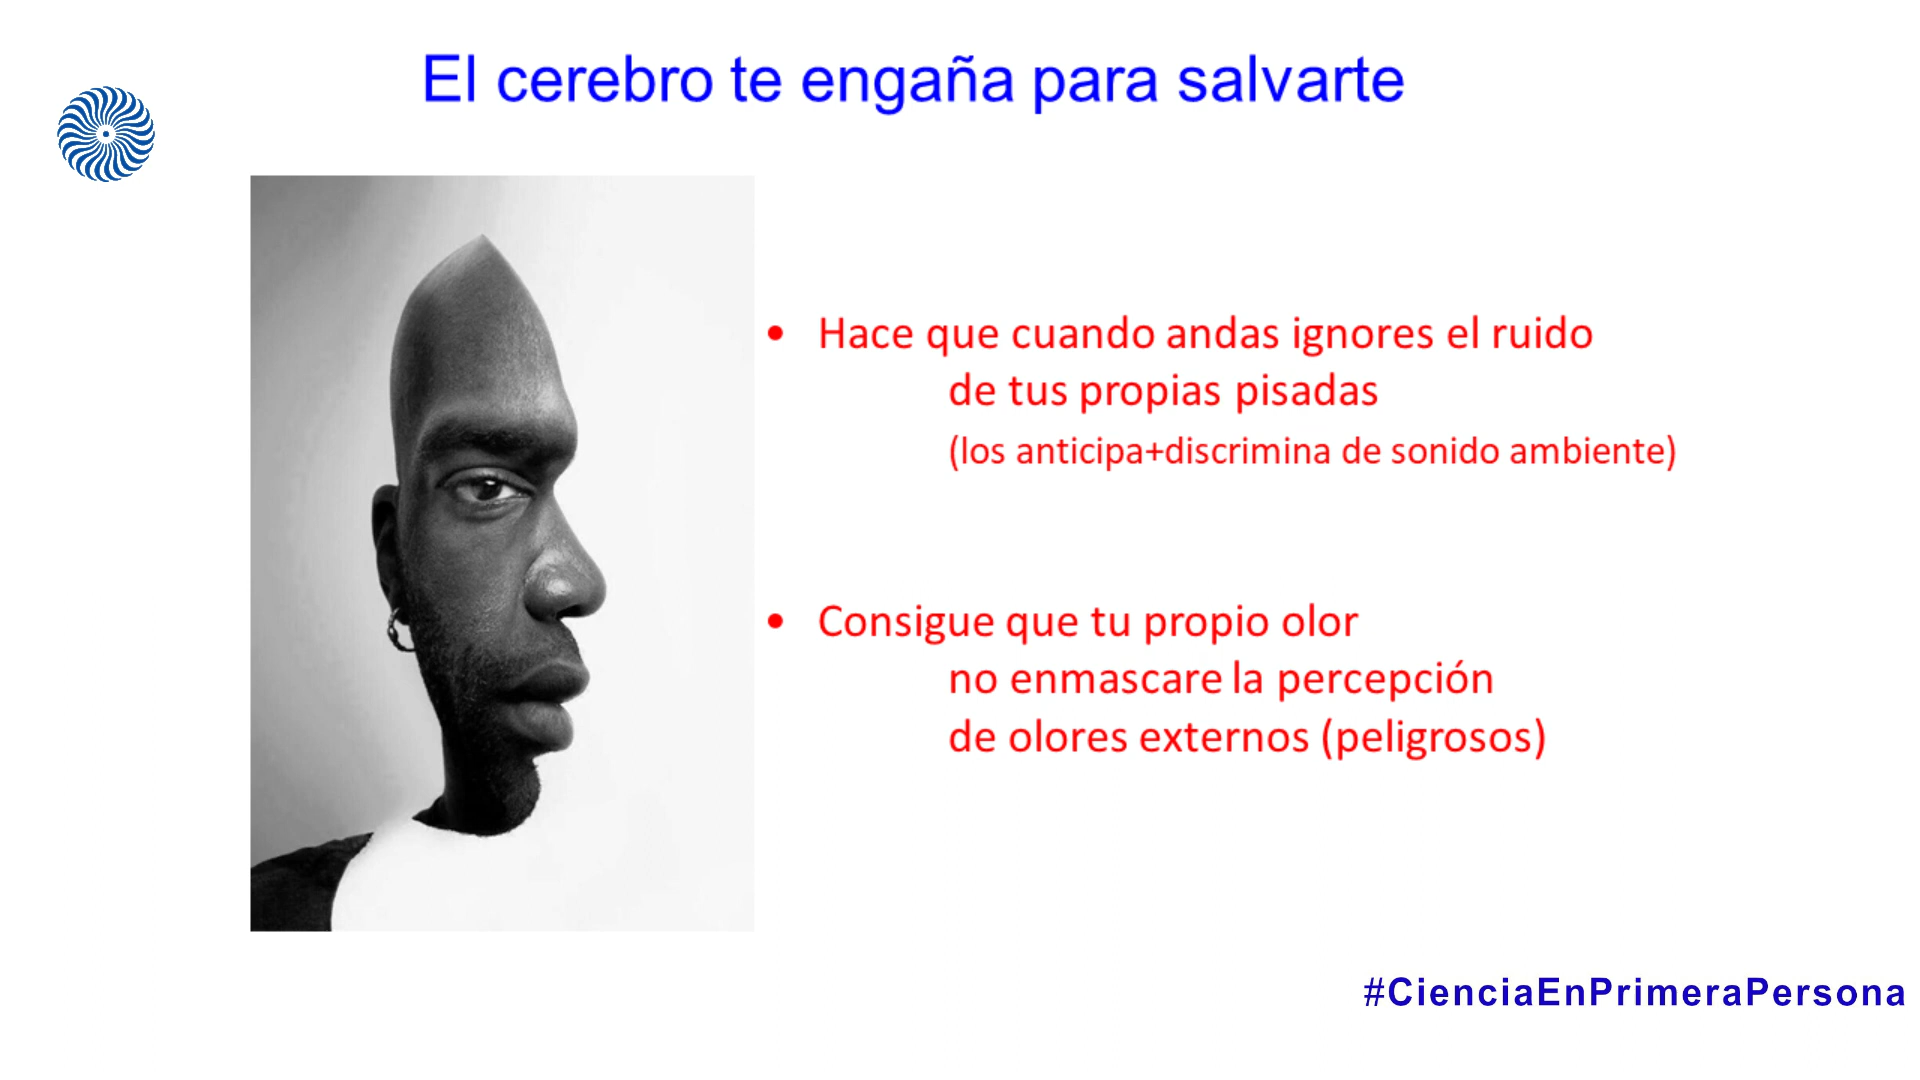 El cerebro te engaña para salvarte
• Hace que cuando andas ignores el ruido
de tus propias pisadas
(los anticipa+discrimina de sonido ambiente)
• Consigue que tu propio olor
no enmascare la percepción
de olores externos (peligrosos)
#CienciaEnPrimeraPersona